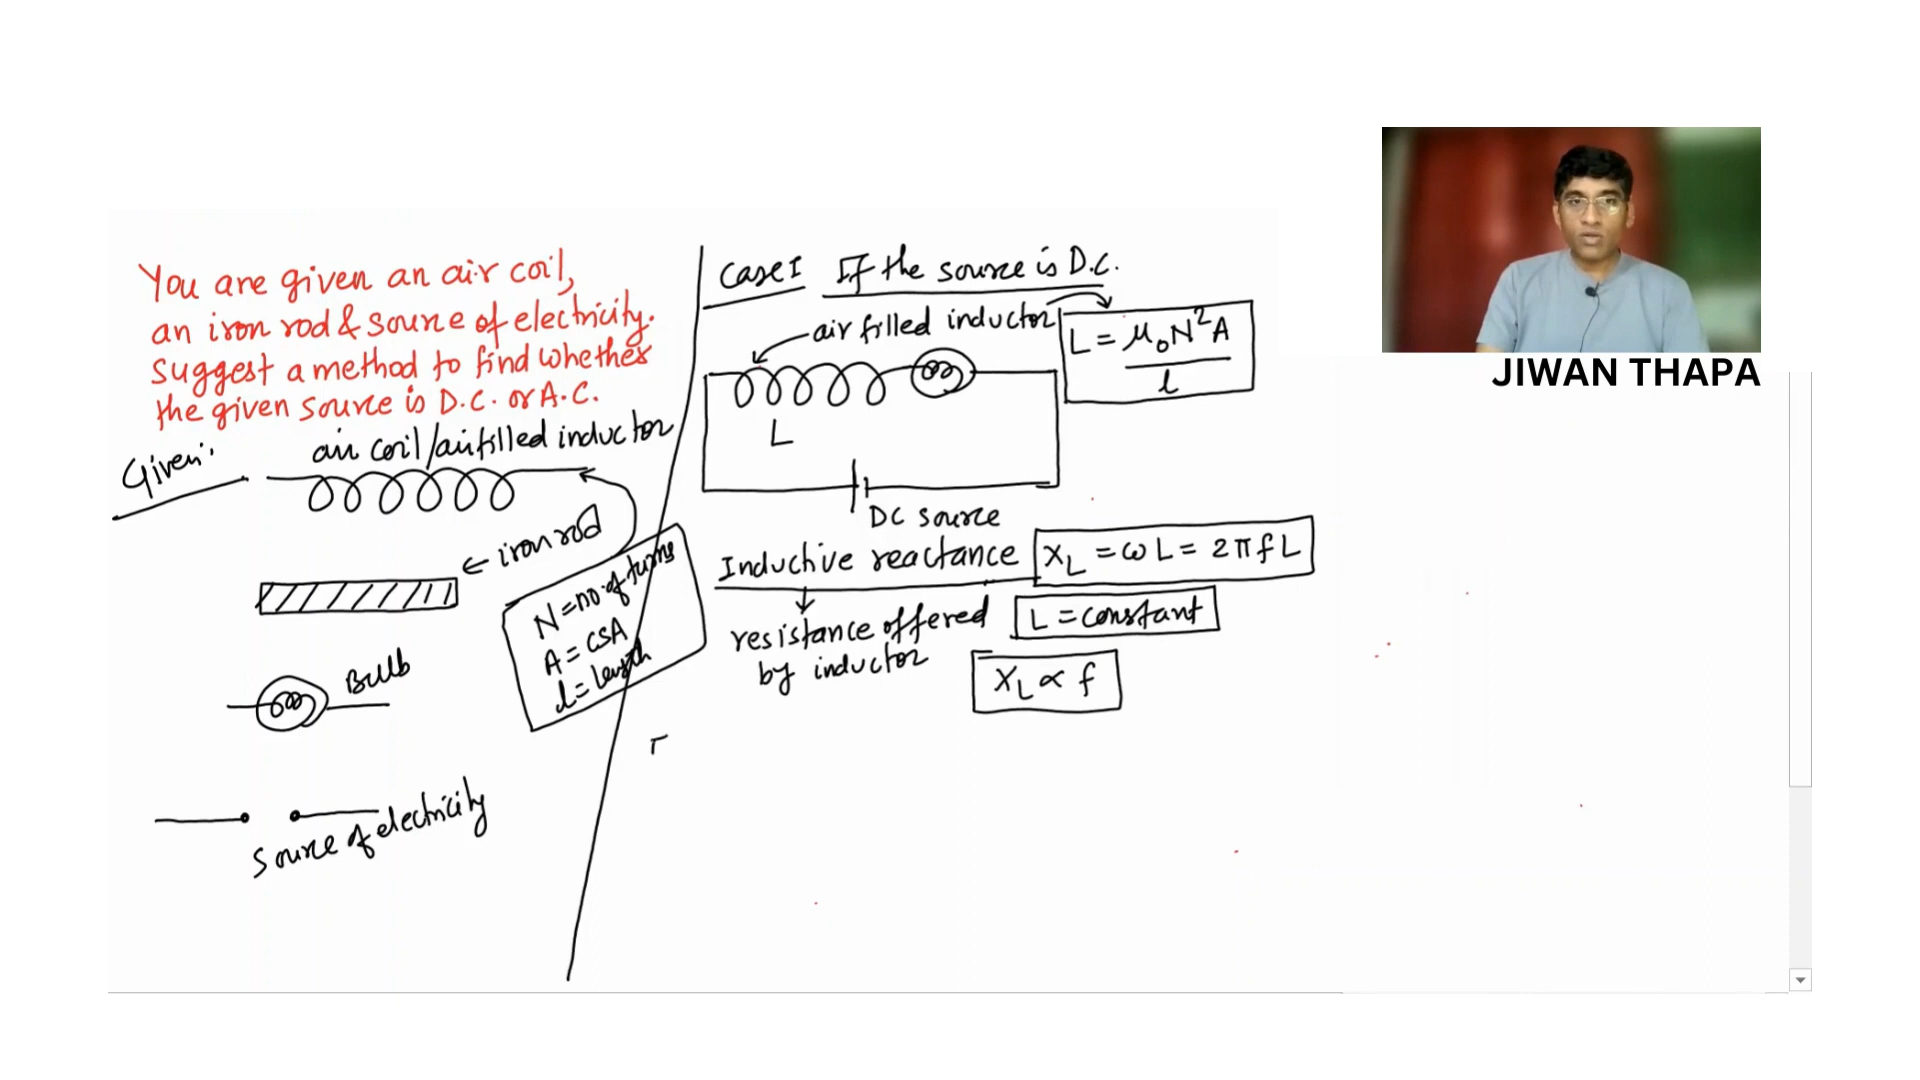 You are given an air coil,
an iron rod & source of electricity.
Suggest a method to find whether
the given source is D.C. or A.C.
Given:
air coil/airfilled inductor
← iron rod
N = no. of turns
A = CSA
l = length
Bulb
Source of electricity
Case I If the source is D.C.
air filled inductor
L = μ₀N²A / l
L
DC source
Inductive reactance X_L = ωL = 2πfL
resistance offered
by inductor
L = constant
X_L ∝ f
JIWAN THAPA